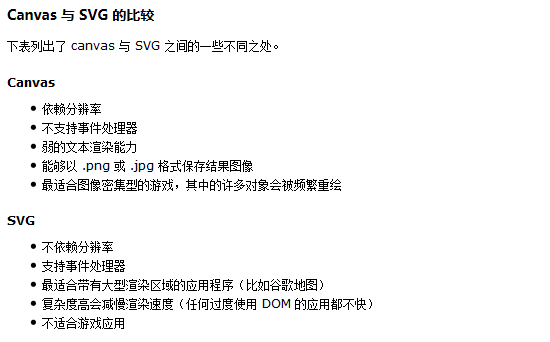 Canvas 与 SVG 的比较
下表列出了 canvas 与 SVG 之间的一些不同之处。
Canvas
• 依赖分辨率
• 不支持事件处理器
• 弱的文本渲染能力
• 能够以 .png 或 .jpg 格式保存结果图像
• 最适合图像密集型的游戏，其中的许多对象会被频繁重绘
SVG
• 不依赖分辨率
• 支持事件处理器
• 最适合带有大型渲染区域的应用程序（比如谷歌地图）
• 复杂度高会减慢渲染速度（任何过度使用 DOM 的应用都不快）
• 不适合游戏应用